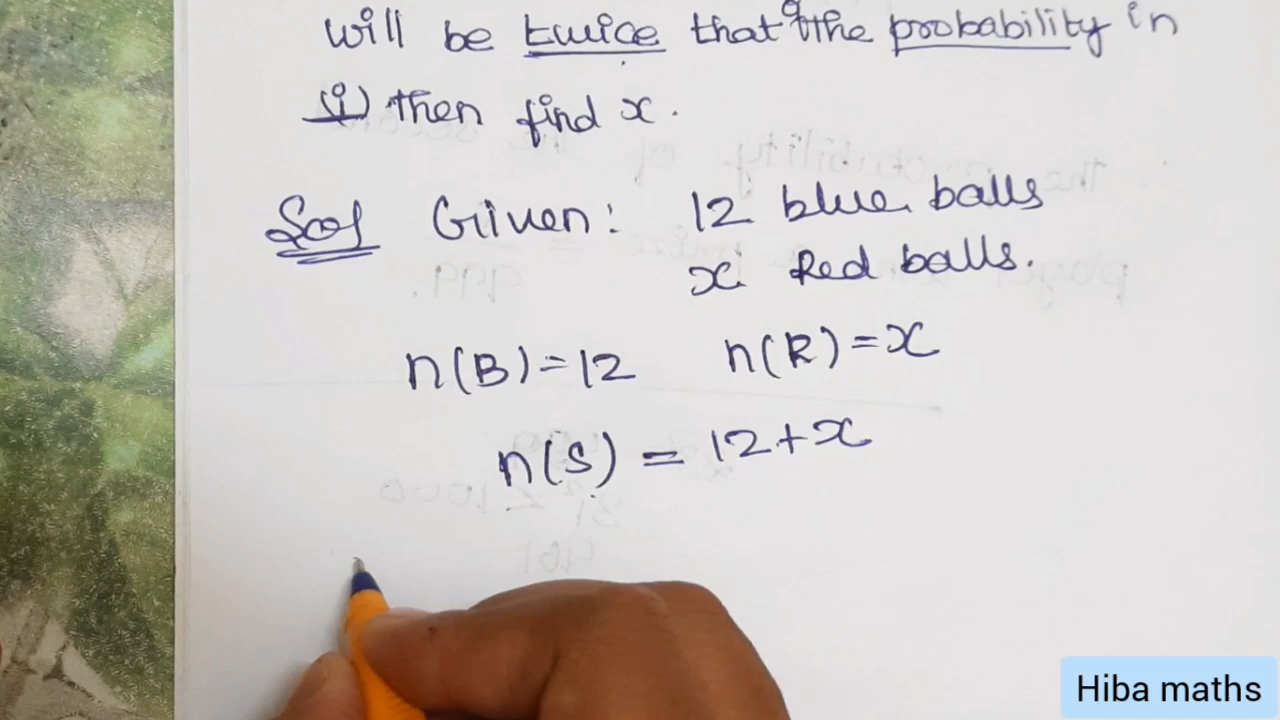 will be twice that of the probability in
(i) then find x.
Sol Given: 12 blue balls
x Red balls.
n(B)=12 n(R)=x
n(S) = 12+x
Hiba maths